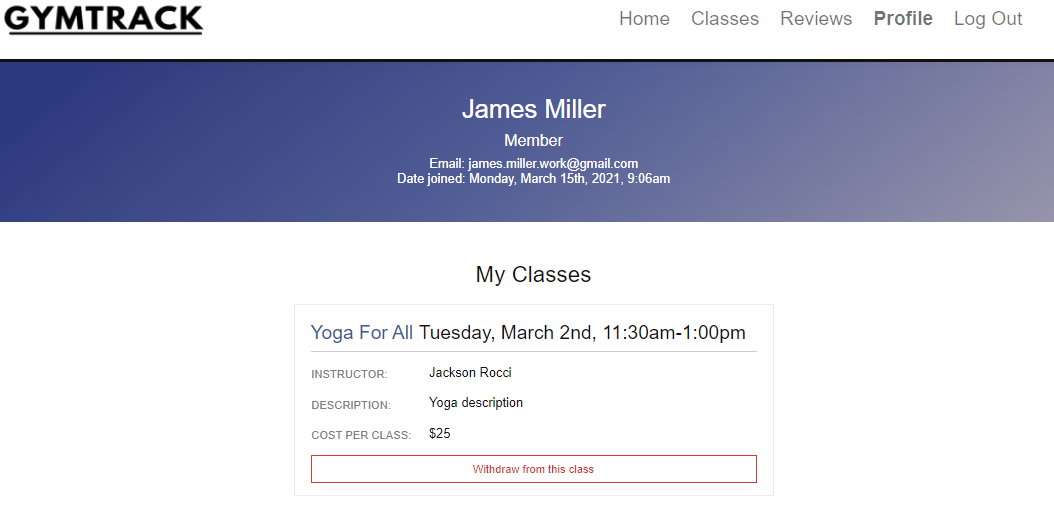 GYMTRACK
Home Classes Reviews Profile Log Out
James Miller
Member
Email: james.miller.work@gmail.com
Date joined: Monday, March 15th, 2021, 9:06am
My Classes
Yoga For All Tuesday, March 2nd, 11:30am-1:00pm
INSTRUCTOR: Jackson Rocci
DESCRIPTION: Yoga description
COST PER CLASS: $25
Withdraw from this class